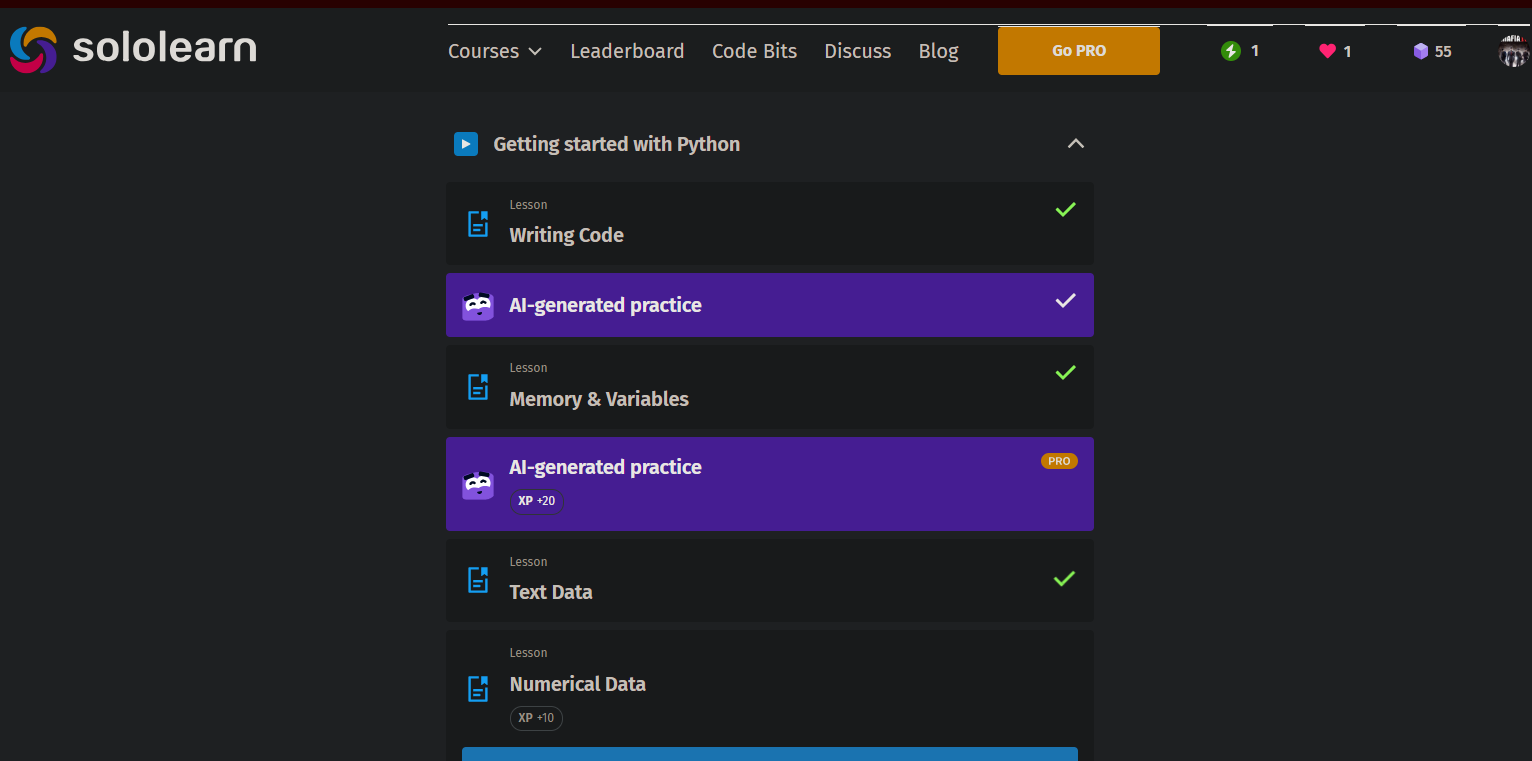 sololearn
Courses Leaderboard Code Bits Discuss Blog Go PRO 1 1 55
Getting started with Python
Lesson
Writing Code
AI-generated practice
Lesson
Memory & Variables
AI-generated practice
PRO
XP +20
Lesson
Text Data
Lesson
Numerical Data
XP +10